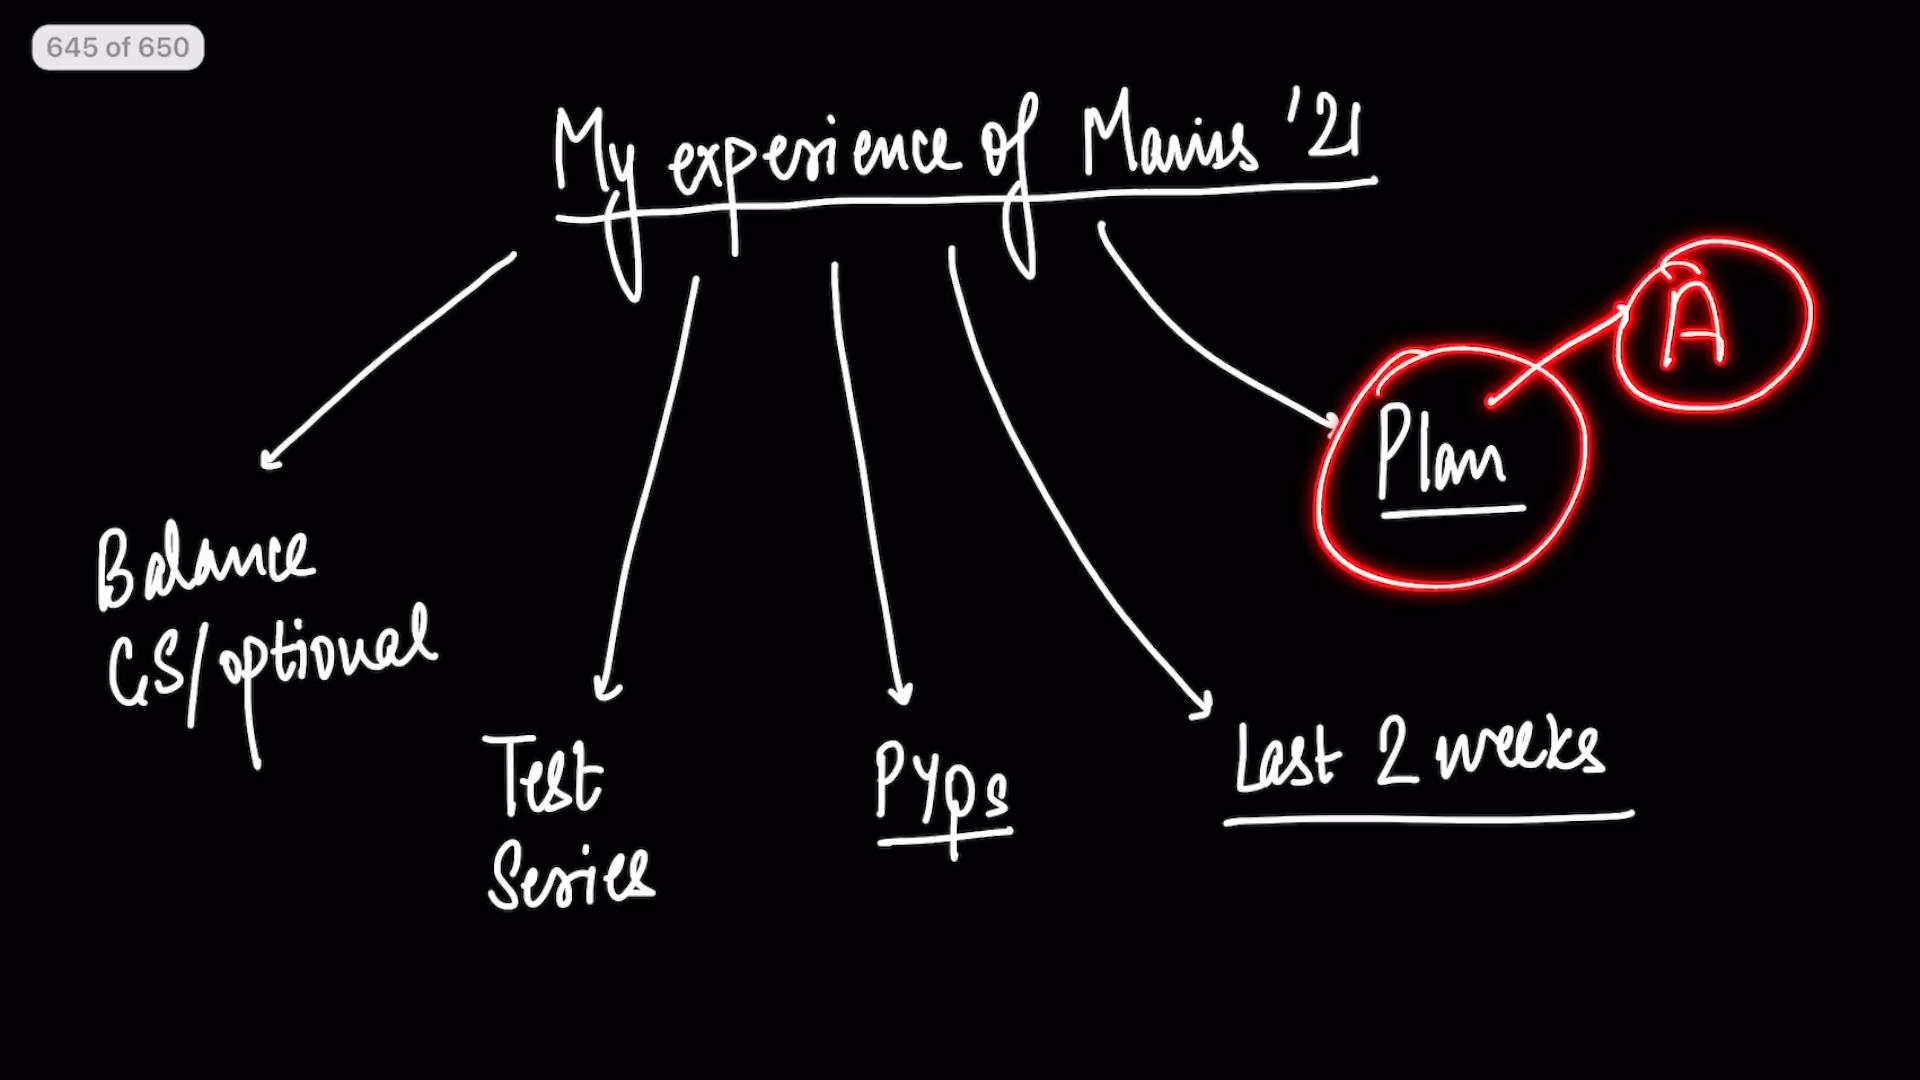 645 of 650
My experience of Mains '21
A
Plan
Balance
GS/optional
Test
Series
PYPs
Last 2 weeks